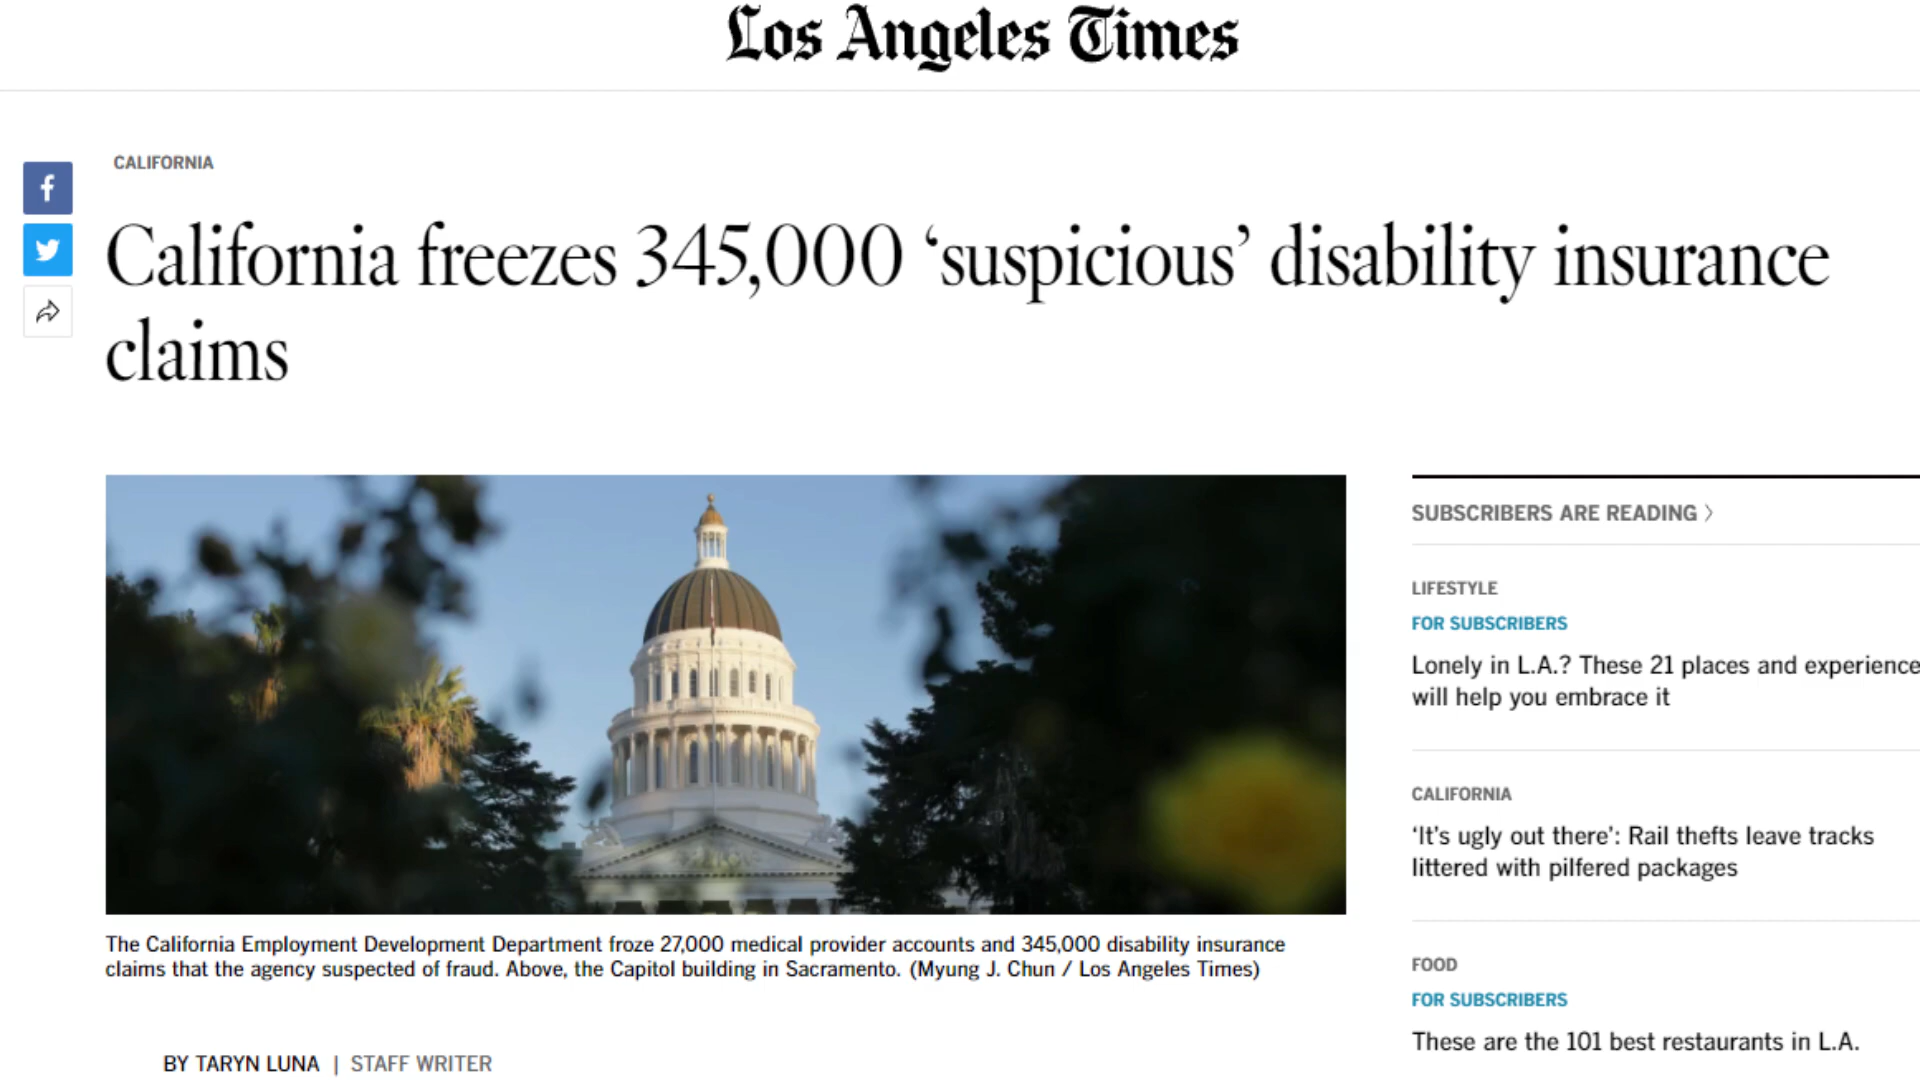 Los Angeles Times
CALIFORNIA
California freezes 345,000 ‘suspicious’ disability insurance
claims
The California Employment Development Department froze 27,000 medical provider accounts and 345,000 disability insurance
claims that the agency suspected of fraud. Above, the Capitol building in Sacramento. (Myung J. Chun / Los Angeles Times)
BY TARYN LUNA | STAFF WRITER
SUBSCRIBERS ARE READING >
LIFESTYLE
FOR SUBSCRIBERS
Lonely in L.A.? These 21 places and experience
will help you embrace it
CALIFORNIA
‘It’s ugly out there’: Rail thefts leave tracks
littered with pilfered packages
FOOD
FOR SUBSCRIBERS
These are the 101 best restaurants in L.A.